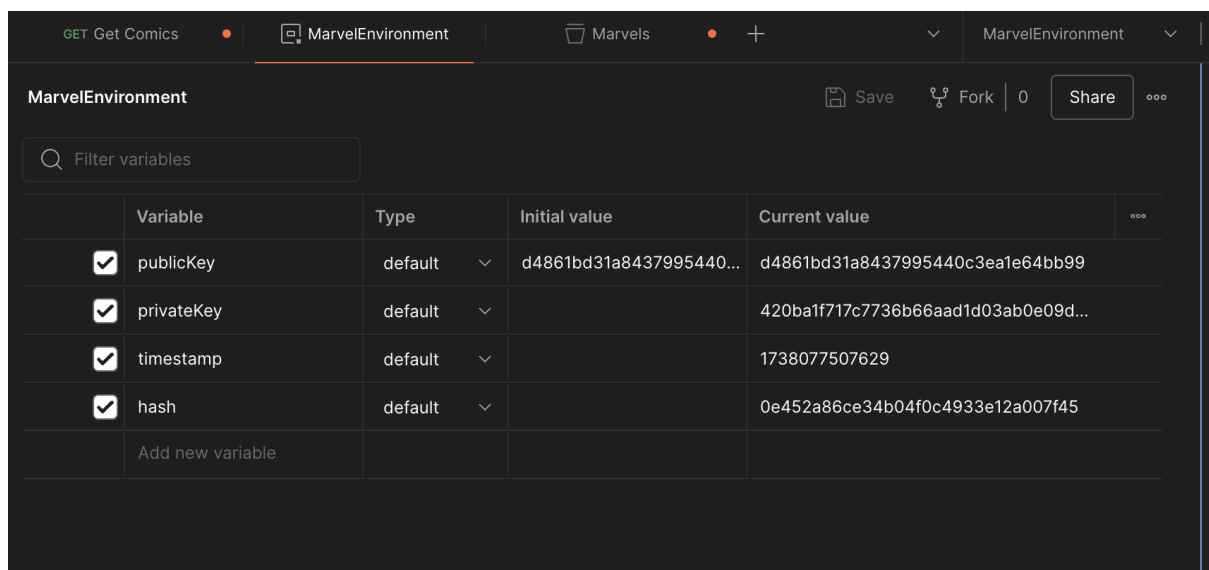 GET Get Comics MarvelEnvironment Marvels MarvelEnvironment
MarvelEnvironment Save Fork 0 Share
Filter variables
Variable Type Initial value Current value
publicKey default d4861bd31a8437995440... d4861bd31a8437995440c3ea1e64bb99
privateKey default 420ba1f717c7736b66aad1d03ab0e09d...
timestamp default 1738077507629
hash default 0e452a86ce34b04f0c4933e12a007f45
Add new variable